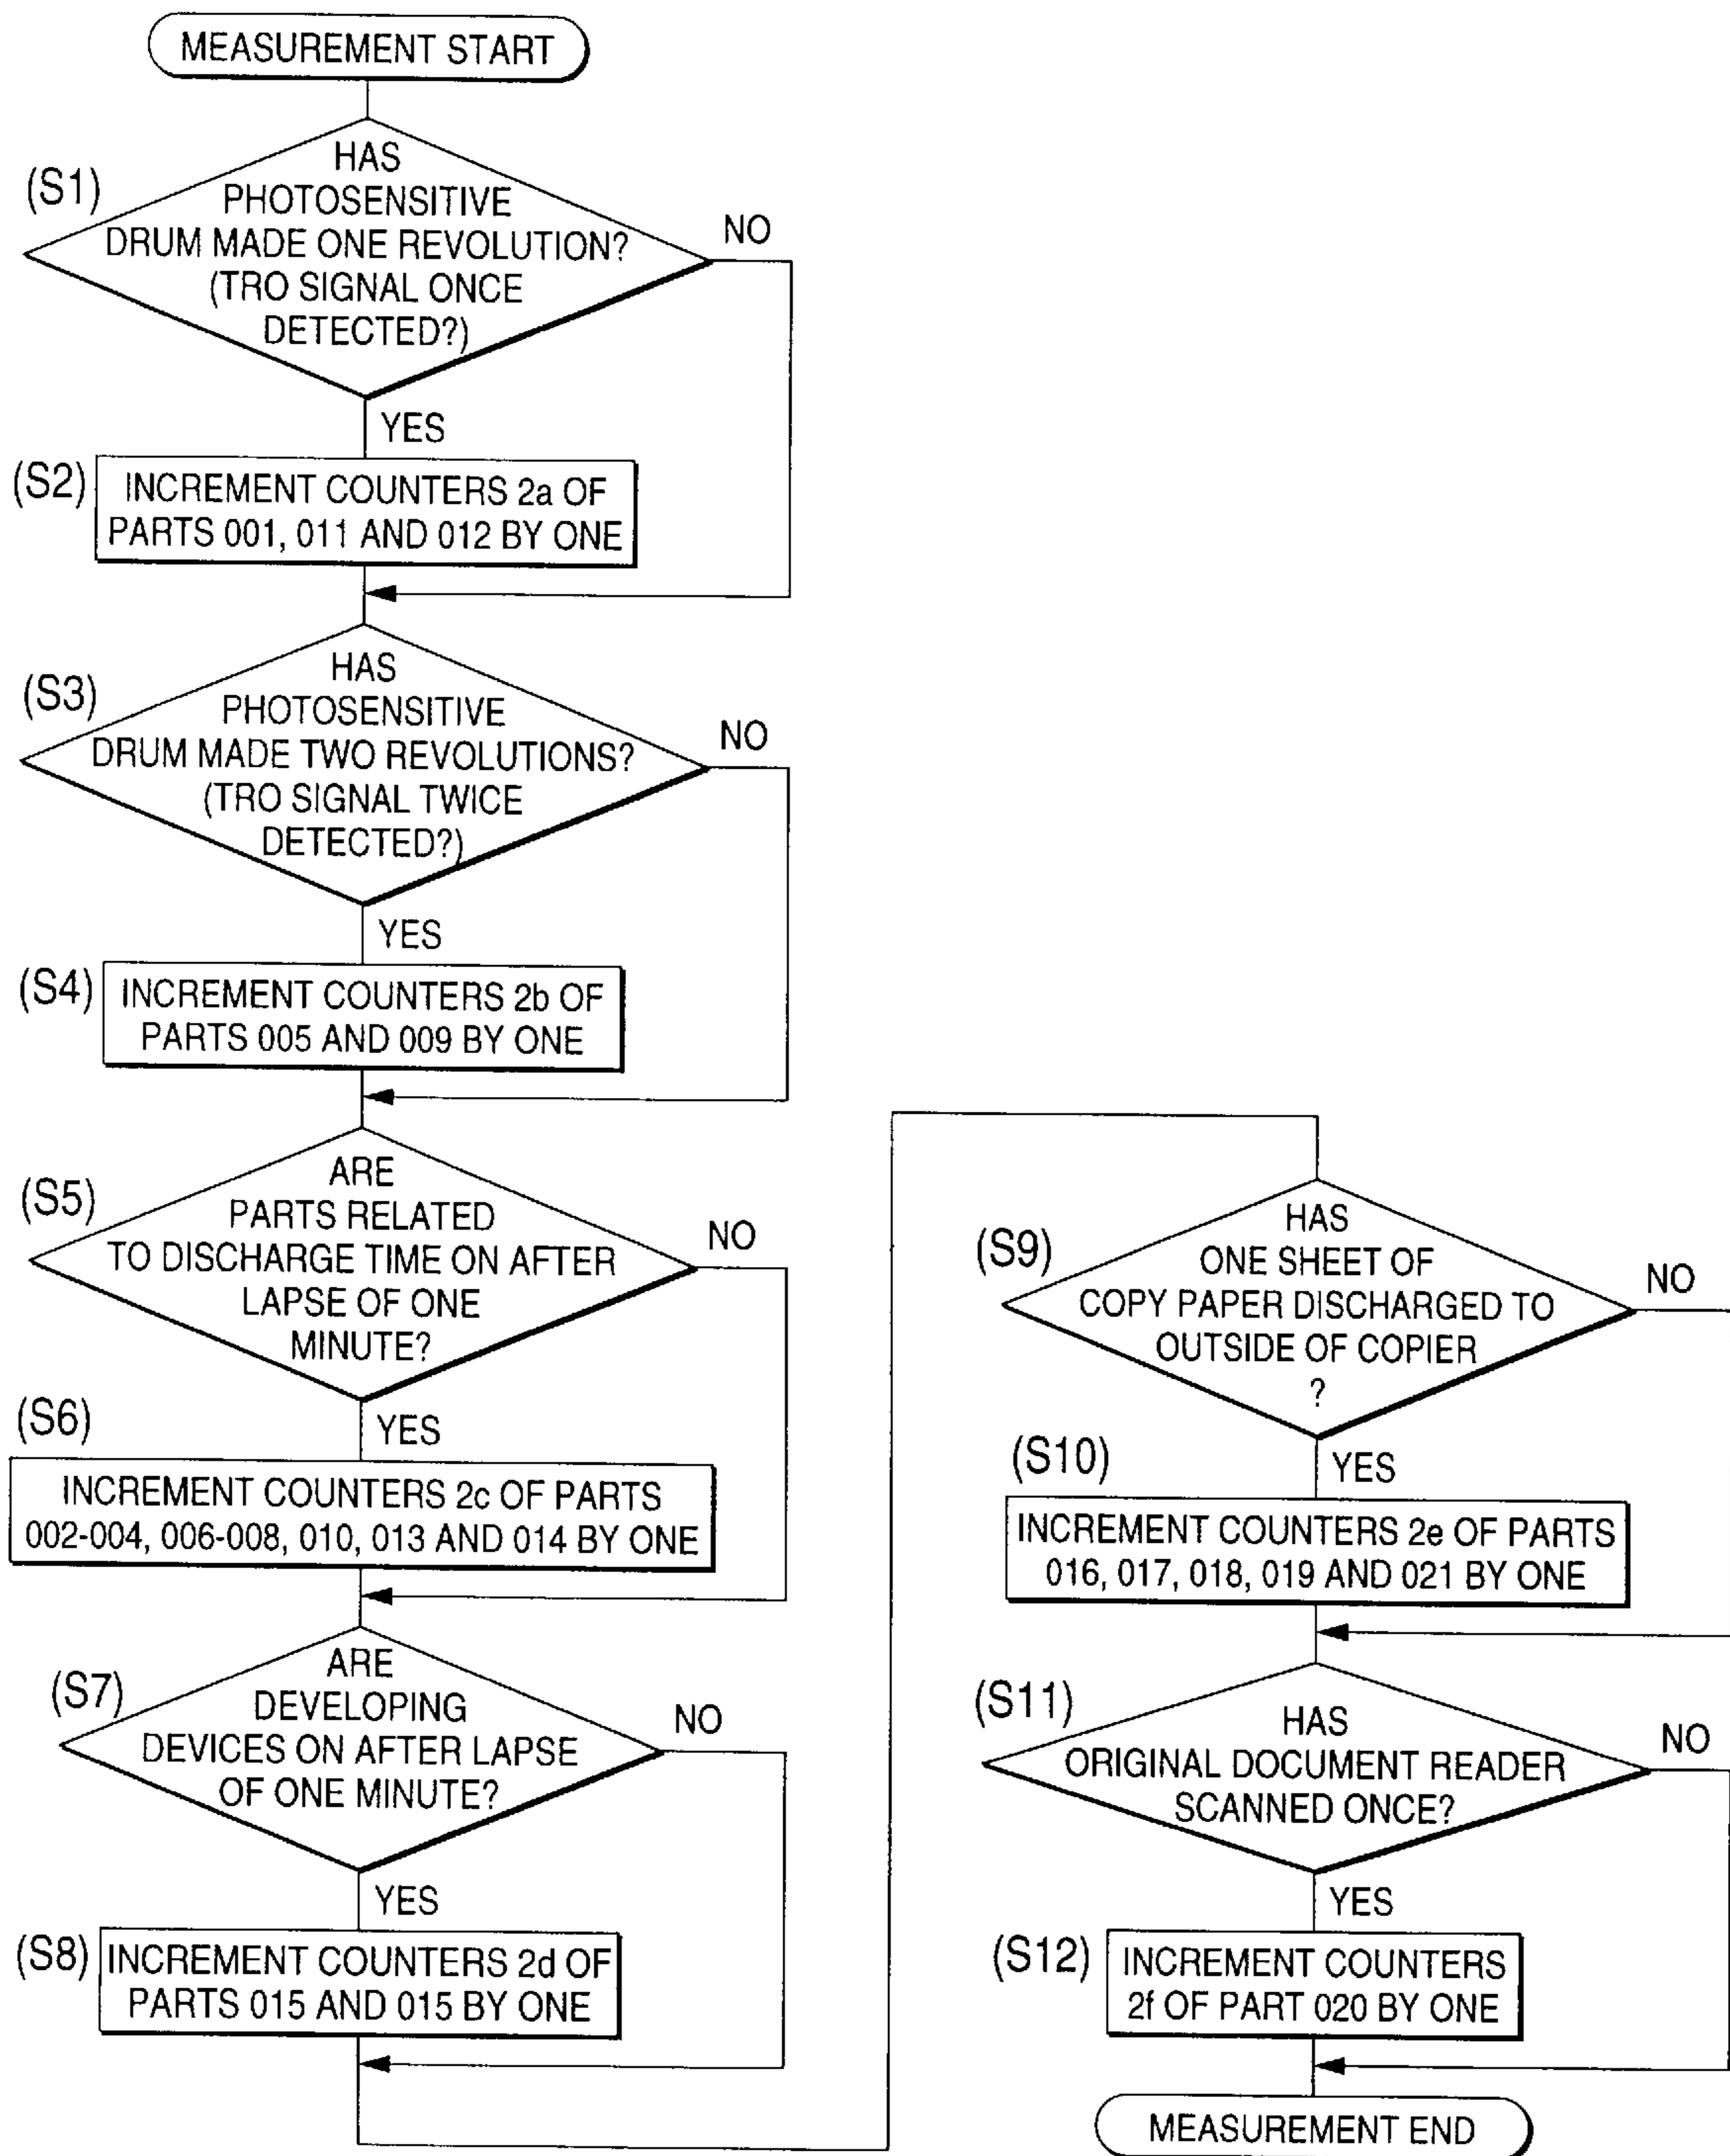 MEASUREMENT START
(S1)
HAS
PHOTOSENSITIVE
DRUM MADE ONE REVOLUTION?
(TRO SIGNAL ONCE
DETECTED?)
NO
YES
(S2)
INCREMENT COUNTERS 2a OF
PARTS 001, 011 AND 012 BY ONE
(S3)
HAS
PHOTOSENSITIVE
DRUM MADE TWO REVOLUTIONS?
(TRO SIGNAL TWICE
DETECTED?)
NO
YES
(S4)
INCREMENT COUNTERS 2b OF
PARTS 005 AND 009 BY ONE
(S5)
ARE
PARTS RELATED
TO DISCHARGE TIME ON AFTER
LAPSE OF ONE
MINUTE?
NO
YES
(S6)
INCREMENT COUNTERS 2c OF PARTS
002-004, 006-008, 010, 013 AND 014 BY ONE
(S7)
ARE
DEVELOPING
DEVICES ON AFTER LAPSE
OF ONE MINUTE?
NO
YES
(S8)
INCREMENT COUNTERS 2d OF
PARTS 015 AND 015 BY ONE
(S9)
HAS
ONE SHEET OF
COPY PAPER DISCHARGED TO
OUTSIDE OF COPIER
?
NO
YES
(S10)
INCREMENT COUNTERS 2e OF PARTS
016, 017, 018, 019 AND 021 BY ONE
(S11)
HAS
ORIGINAL DOCUMENT READER
SCANNED ONCE?
NO
YES
(S12)
INCREMENT COUNTERS
2f OF PART 020 BY ONE
MEASUREMENT END